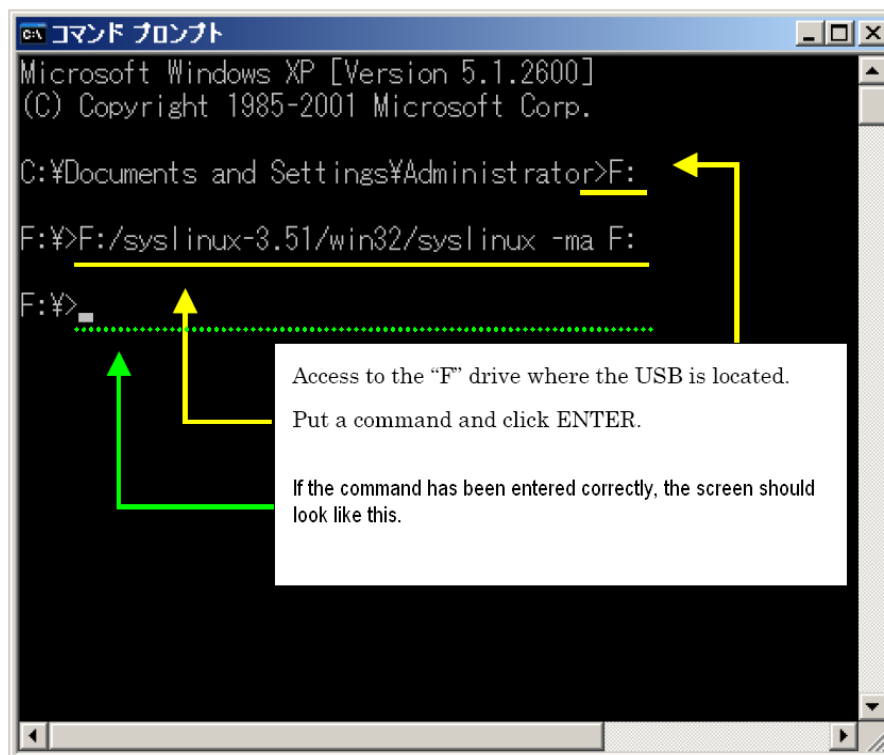 コマンド プロンプト
Microsoft Windows XP [Version 5.1.2600]
(C) Copyright 1985-2001 Microsoft Corp.
C:¥Documents and Settings¥Administrator>F:
F:¥>F:/syslinux-3.51/win32/syslinux -ma F:
F:¥>_
Access to the “F” drive where the USB is located.
Put a command and click ENTER.
If the command has been entered correctly, the screen should
look like this.